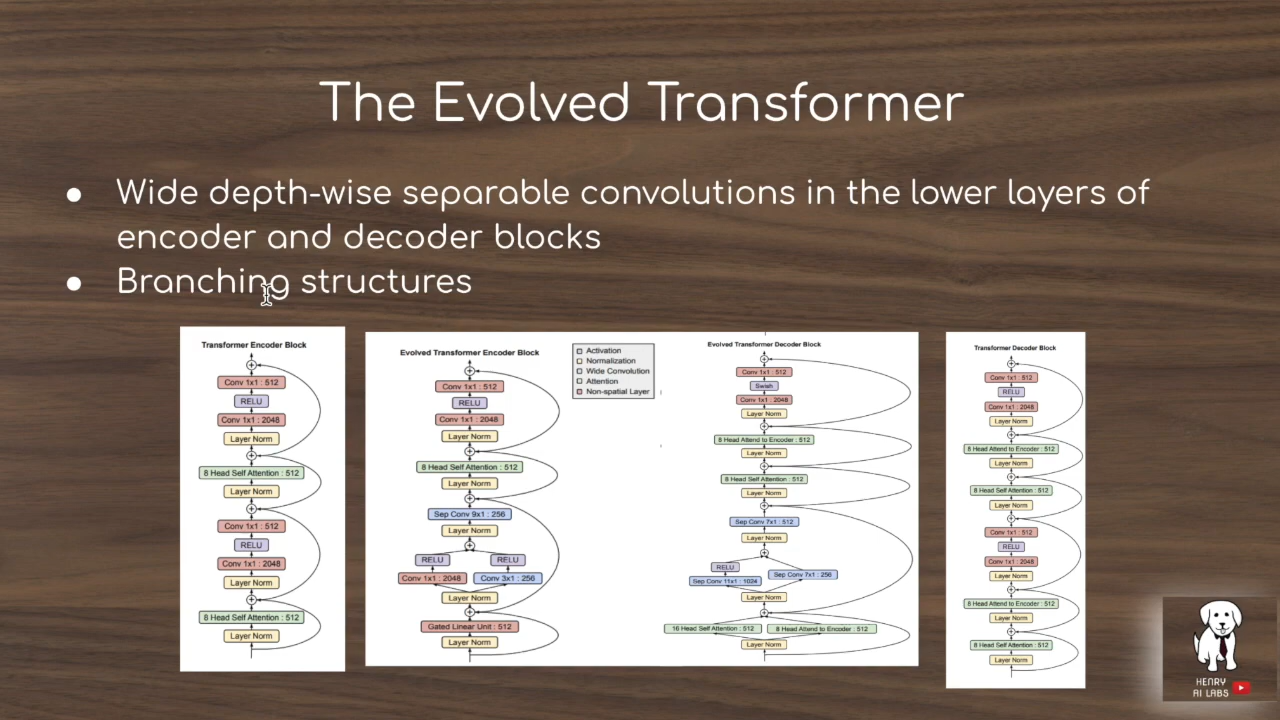 The Evolved Transformer
● Wide depth-wise separable convolutions in the lower layers of
encoder and decoder blocks
● Branching structures
Transformer Encoder Block
Conv 1x1 : 512
RELU
Conv 1x1 : 2048
Layer Norm
8 Head Self Attention : 512
Layer Norm
Conv 1x1 : 512
RELU
Conv 1x1 : 2048
Layer Norm
8 Head Self Attention : 512
Layer Norm
Evolved Transformer Encoder Block
Conv 1x1 : 512
RELU
Conv 1x1 : 2048
Layer Norm
8 Head Self Attention : 512
Layer Norm
Sep Conv 9x1 : 256
Layer Norm
RELU RELU
Conv 1x1 : 2048 Conv 3x1 : 256
Layer Norm
Gated Linear Unit : 512
Layer Norm
Activation
Normalization
Wide Convolution
Attention
Non-spatial Layer
Evolved Transformer Decoder Block
Conv 1x1 : 512
Swish
Conv 1x1 : 2048
Layer Norm
8 Head Attend to Encoder : 512
Layer Norm
8 Head Self Attention : 512
Layer Norm
Sep Conv 7x1 : 512
Layer Norm
RELU
Sep Conv 11x1 : 1024 Sep Conv 7x1 : 256
Layer Norm
16 Head Self Attention : 512 8 Head Attend to Encoder : 512
Layer Norm
Transformer Decoder Block
Conv 1x1 : 512
RELU
Conv 1x1 : 2048
Layer Norm
8 Head Attend to Encoder : 512
Layer Norm
8 Head Self Attention : 512
Layer Norm
Conv 1x1 : 512
RELU
Conv 1x1 : 2048
Layer Norm
8 Head Attend to Encoder : 512
Layer Norm
8 Head Self Attention : 512
Layer Norm
HENRY
AI LABS